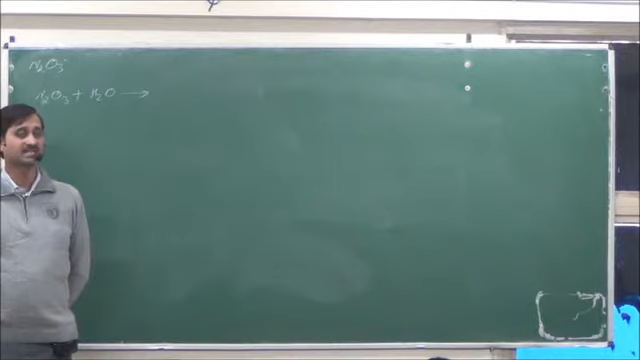 N₂O₃
N₂O₃ + H₂O ⟶